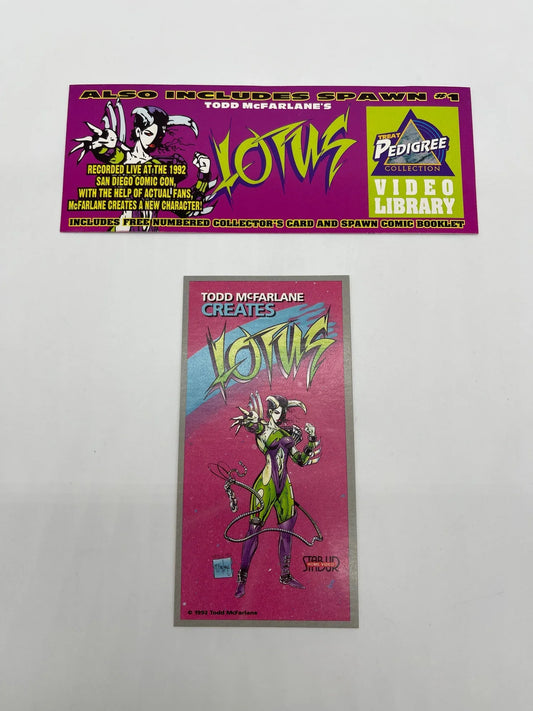 ALSO INCLUDES SPAWN #1
TODD McFARLANE'S
LOTUS
RECORDED LIVE AT THE 1992
SAN DIEGO COMIC CON,
WITH THE HELP OF ACTUAL FANS,
McFARLANE CREATES A NEW CHARACTER!
TREAT
PEDIGREE
COLLECTION
VIDEO
LIBRARY
INCLUDES FREE NUMBERED COLLECTOR'S CARD AND SPAWN COMIC BOOKLET
TODD McFARLANE
CREATES
LOTUS
STABUR
© 1992 Todd McFarlane